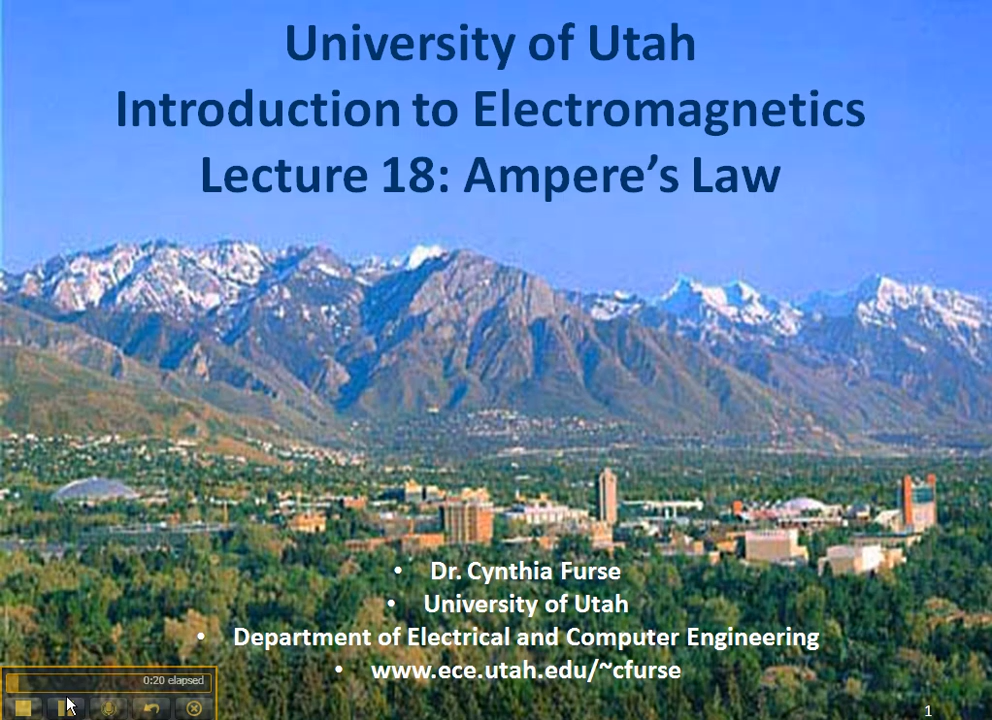 University of Utah
Introduction to Electromagnetics
Lecture 18: Ampere’s Law
• Dr. Cynthia Furse
• University of Utah
• Department of Electrical and Computer Engineering
• www.ece.utah.edu/~cfurse
0:20 elapsed
1